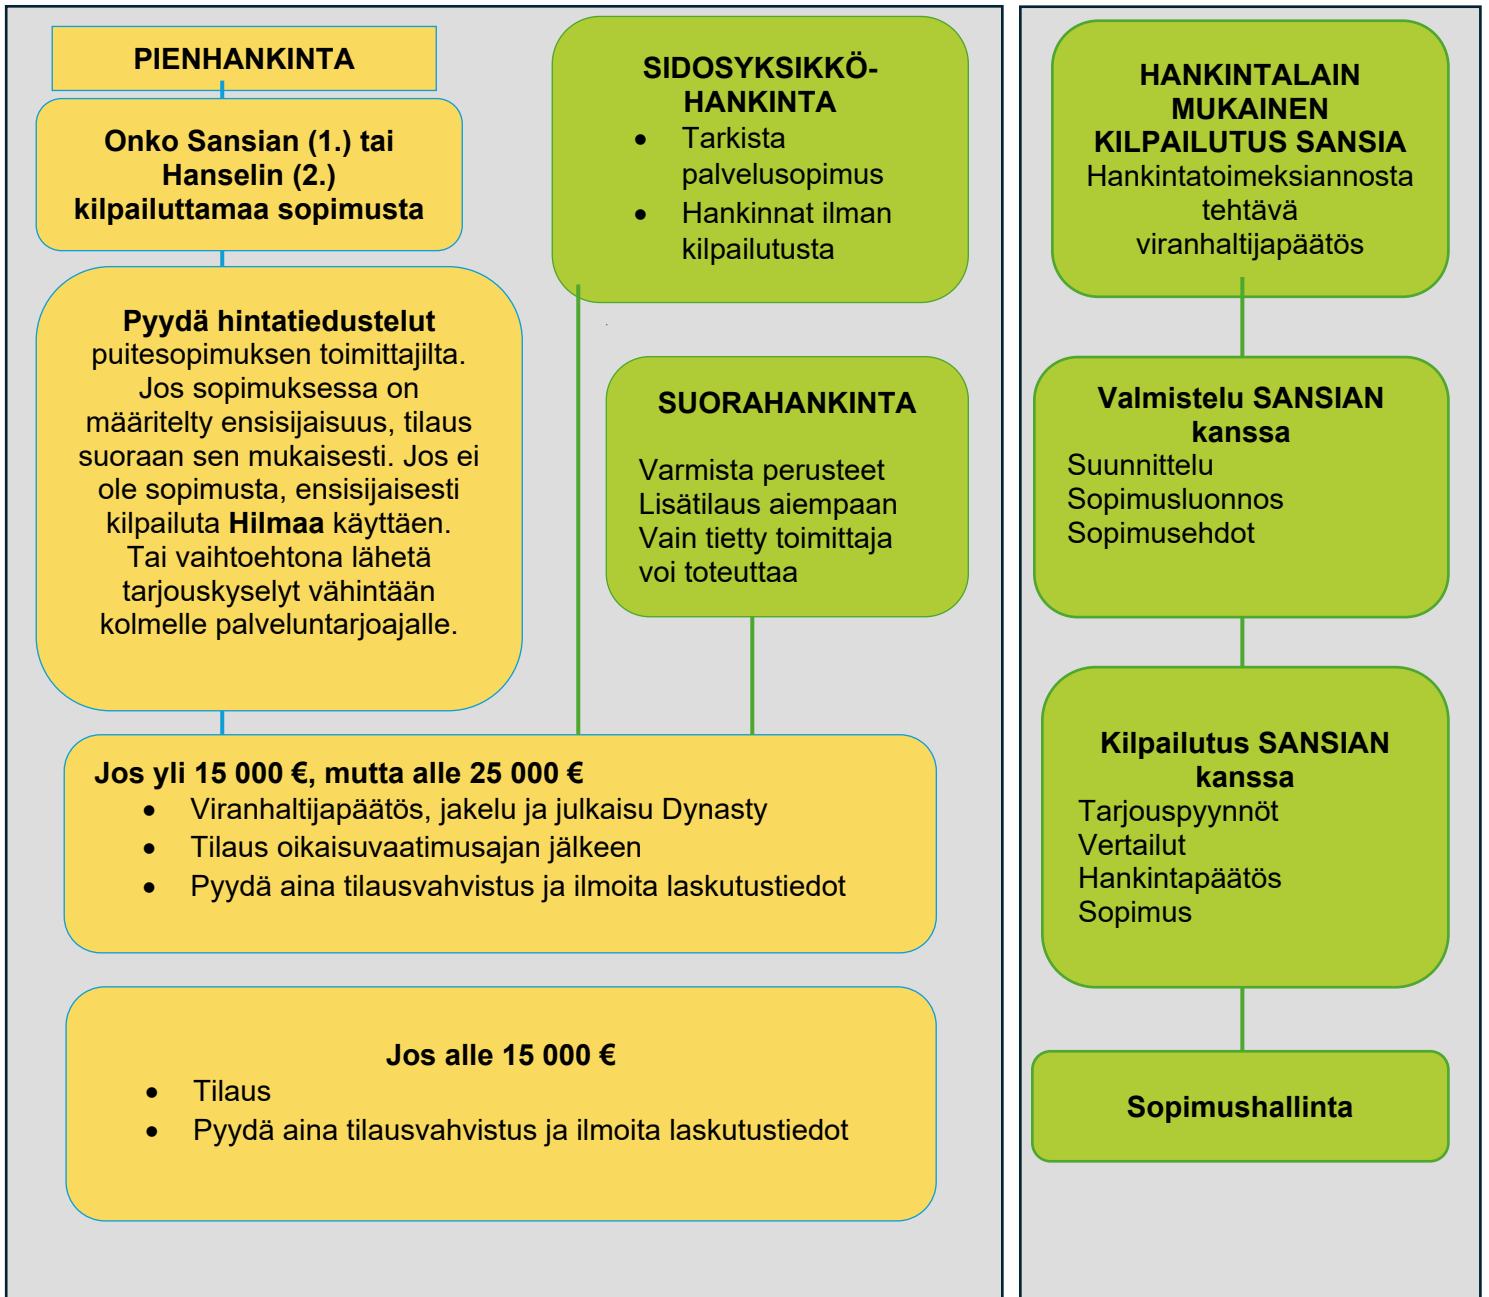 PIENHANKINTA
Onko Sansian (1.) tai
Hanselin (2.)
kilpailuttamaa sopimusta
Pyydä hintatiedustelut
puitesopimuksen toimittajilta.
Jos sopimuksessa on
määritelty ensisijaisuus, tilaus
suoraan sen mukaisesti. Jos ei
ole sopimusta, ensisijaisesti
kilpailuta Hilmaa käyttäen.
Tai vaihtoehtona lähetä
tarjouskyselyt vähintään
kolmelle palveluntarjoajalle.
SIDOSYKSIKKÖ-
HANKINTA
• Tarkista
palvelusopimus
• Hankinnat ilman
kilpailutusta
SUORAHANKINTA
Varmista perusteet
Lisätilaus aiempaan
Vain tietty toimittaja
voi toteuttaa
Jos yli 15 000 €, mutta alle 25 000 €
• Viranhaltijapäätös, jakelu ja julkaisu Dynasty
• Tilaus oikaisuvaatimusajan jälkeen
• Pyydä aina tilausvahvistus ja ilmoita laskutustiedot
Jos alle 15 000 €
• Tilaus
• Pyydä aina tilausvahvistus ja ilmoita laskutustiedot
HANKINTALAIN
MUKAINEN
KILPAILUTUS SANSIA
Hankintatoimeksiannosta
tehtävä
viranhaltijapäätös
Valmistelu SANSIAN
kanssa
Suunnittelu
Sopimusluonnos
Sopimusehdot
Kilpailutus SANSIAN
kanssa
Tarjouspyynnöt
Vertailut
Hankintapäätös
Sopimus
Sopimushallinta